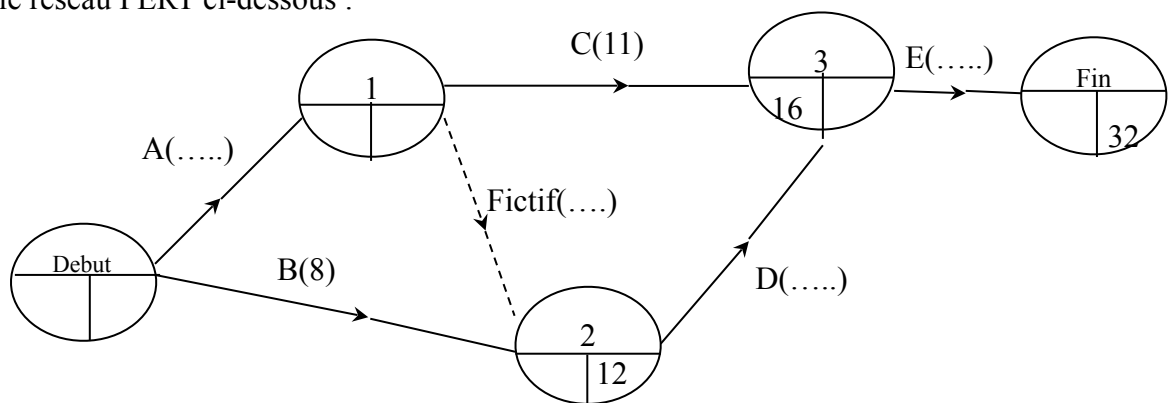 le réseau PERT ci-dessous :
C(11)
3
E(…..)
Fin
1
16
32
A(…..)
Fictif(….)
Debut
B(8)
D(…..)
2
12